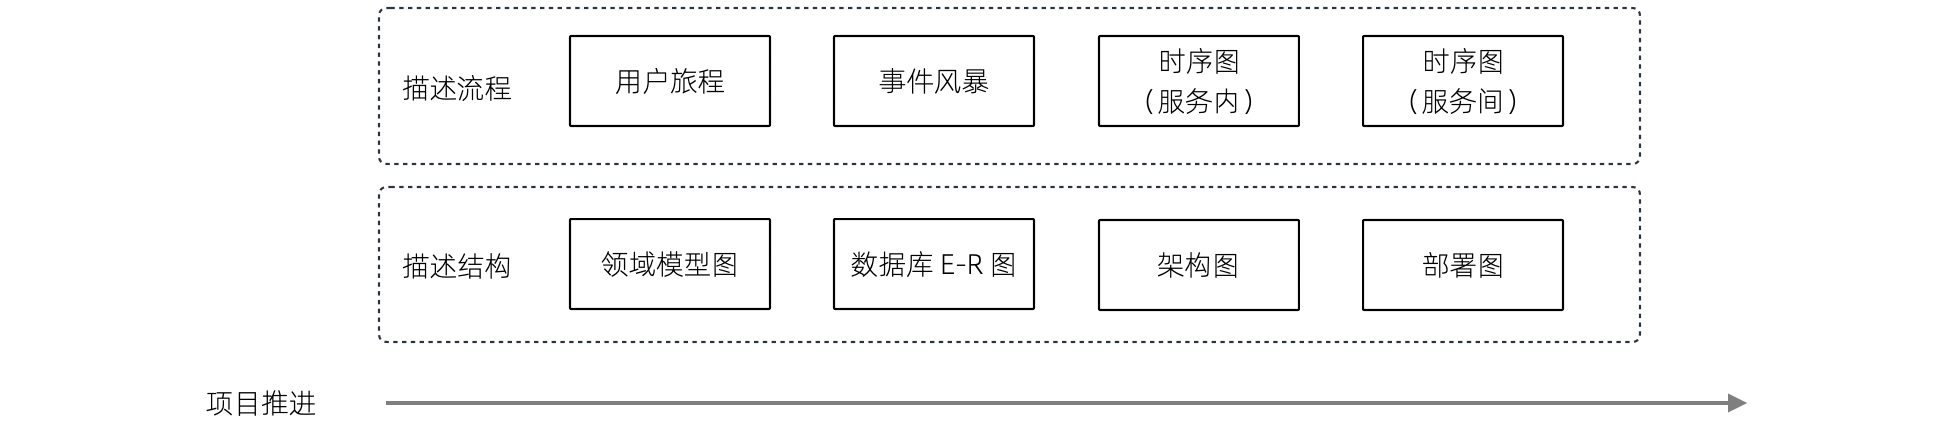 描述流程
用户旅程
事件风暴
时序图
（服务内）
时序图
（服务间）
描述结构
领域模型图
数据库 E-R 图
架构图
部署图
项目推进